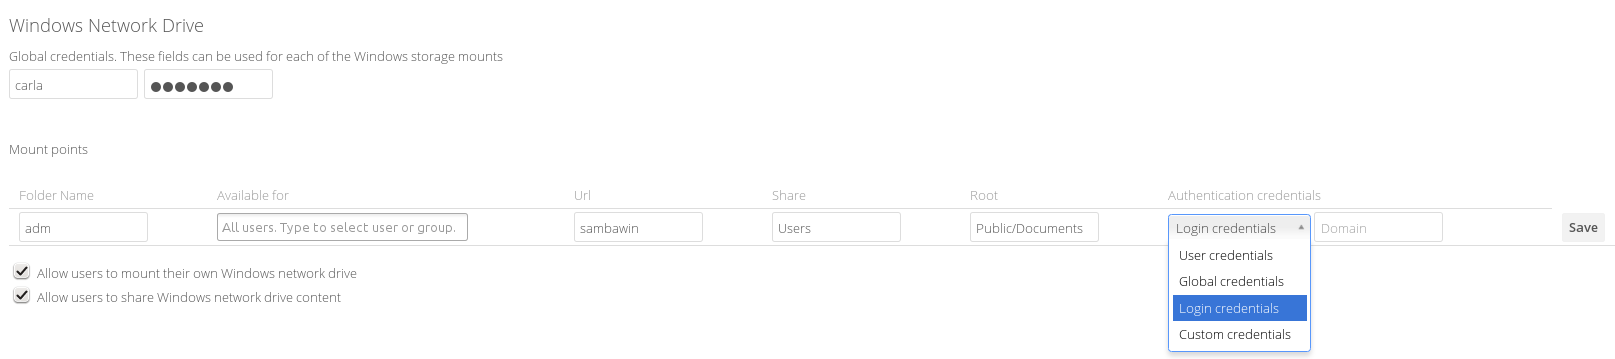 Windows Network Drive
Global credentials. These fields can be used for each of the Windows storage mounts
carla
Mount points
Folder Name Available for Url Share Root Authentication credentials
adm All users. Type to select user or group. sambawin Users Public/Documents Login credentials Domain Save
User credentials
Global credentials
Login credentials
Custom credentials
Allow users to mount their own Windows network drive
Allow users to share Windows network drive content